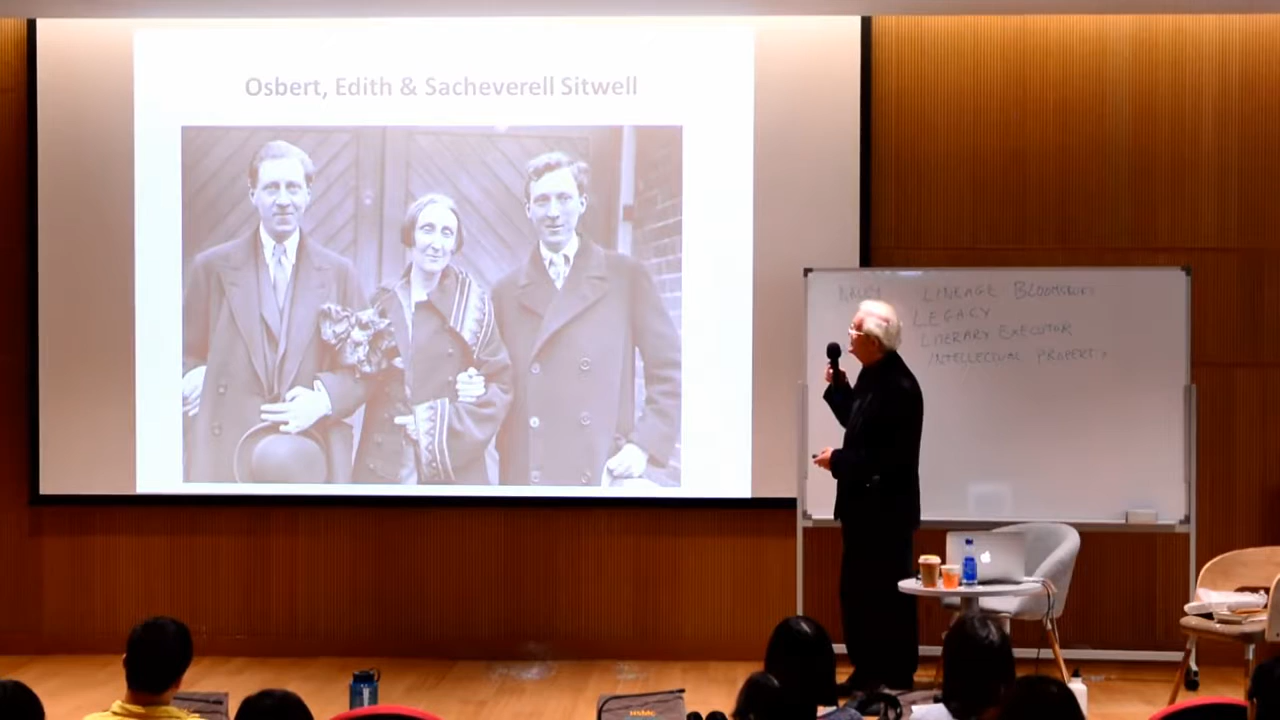 Osbert, Edith & Sacheverell Sitwell
LINEAGE BLOOMSBURY
LEGACY
LITERARY EXECUTOR
INTELLECTUAL PROPERTY